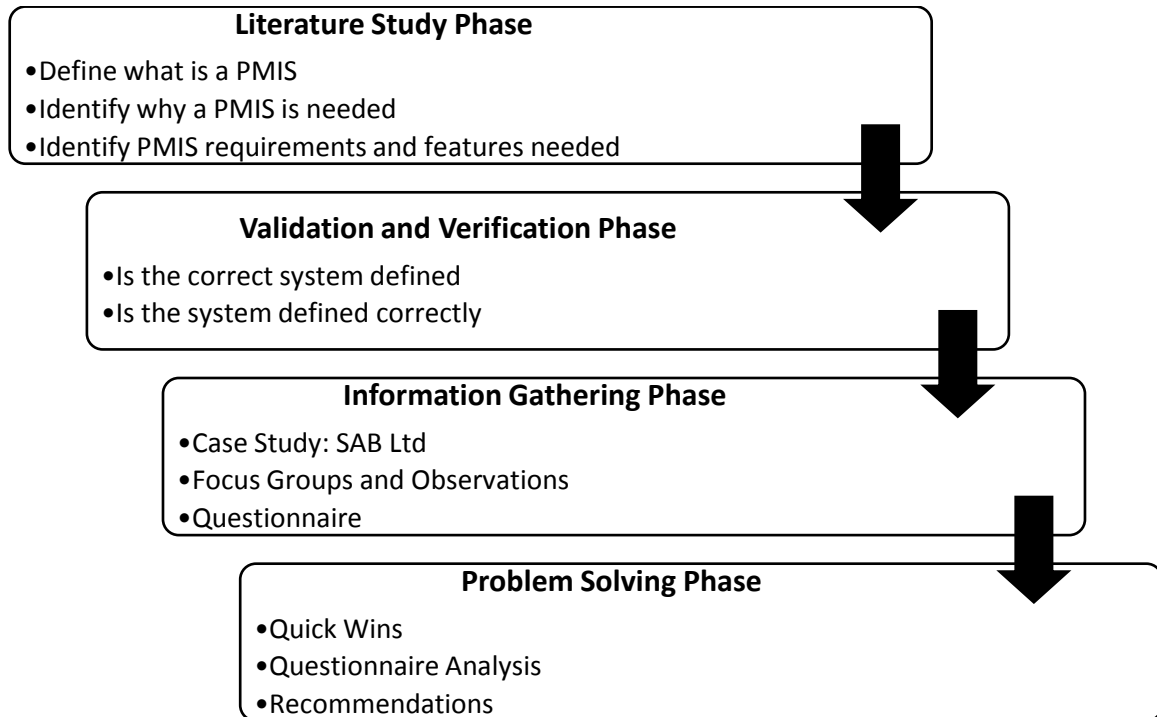 Literature Study Phase
•Define what is a PMIS
•Identify why a PMIS is needed
•Identify PMIS requirements and features needed
Validation and Verification Phase
•Is the correct system defined
•Is the system defined correctly
Information Gathering Phase
•Case Study: SAB Ltd
•Focus Groups and Observations
•Questionnaire
Problem Solving Phase
•Quick Wins
•Questionnaire Analysis
•Recommendations